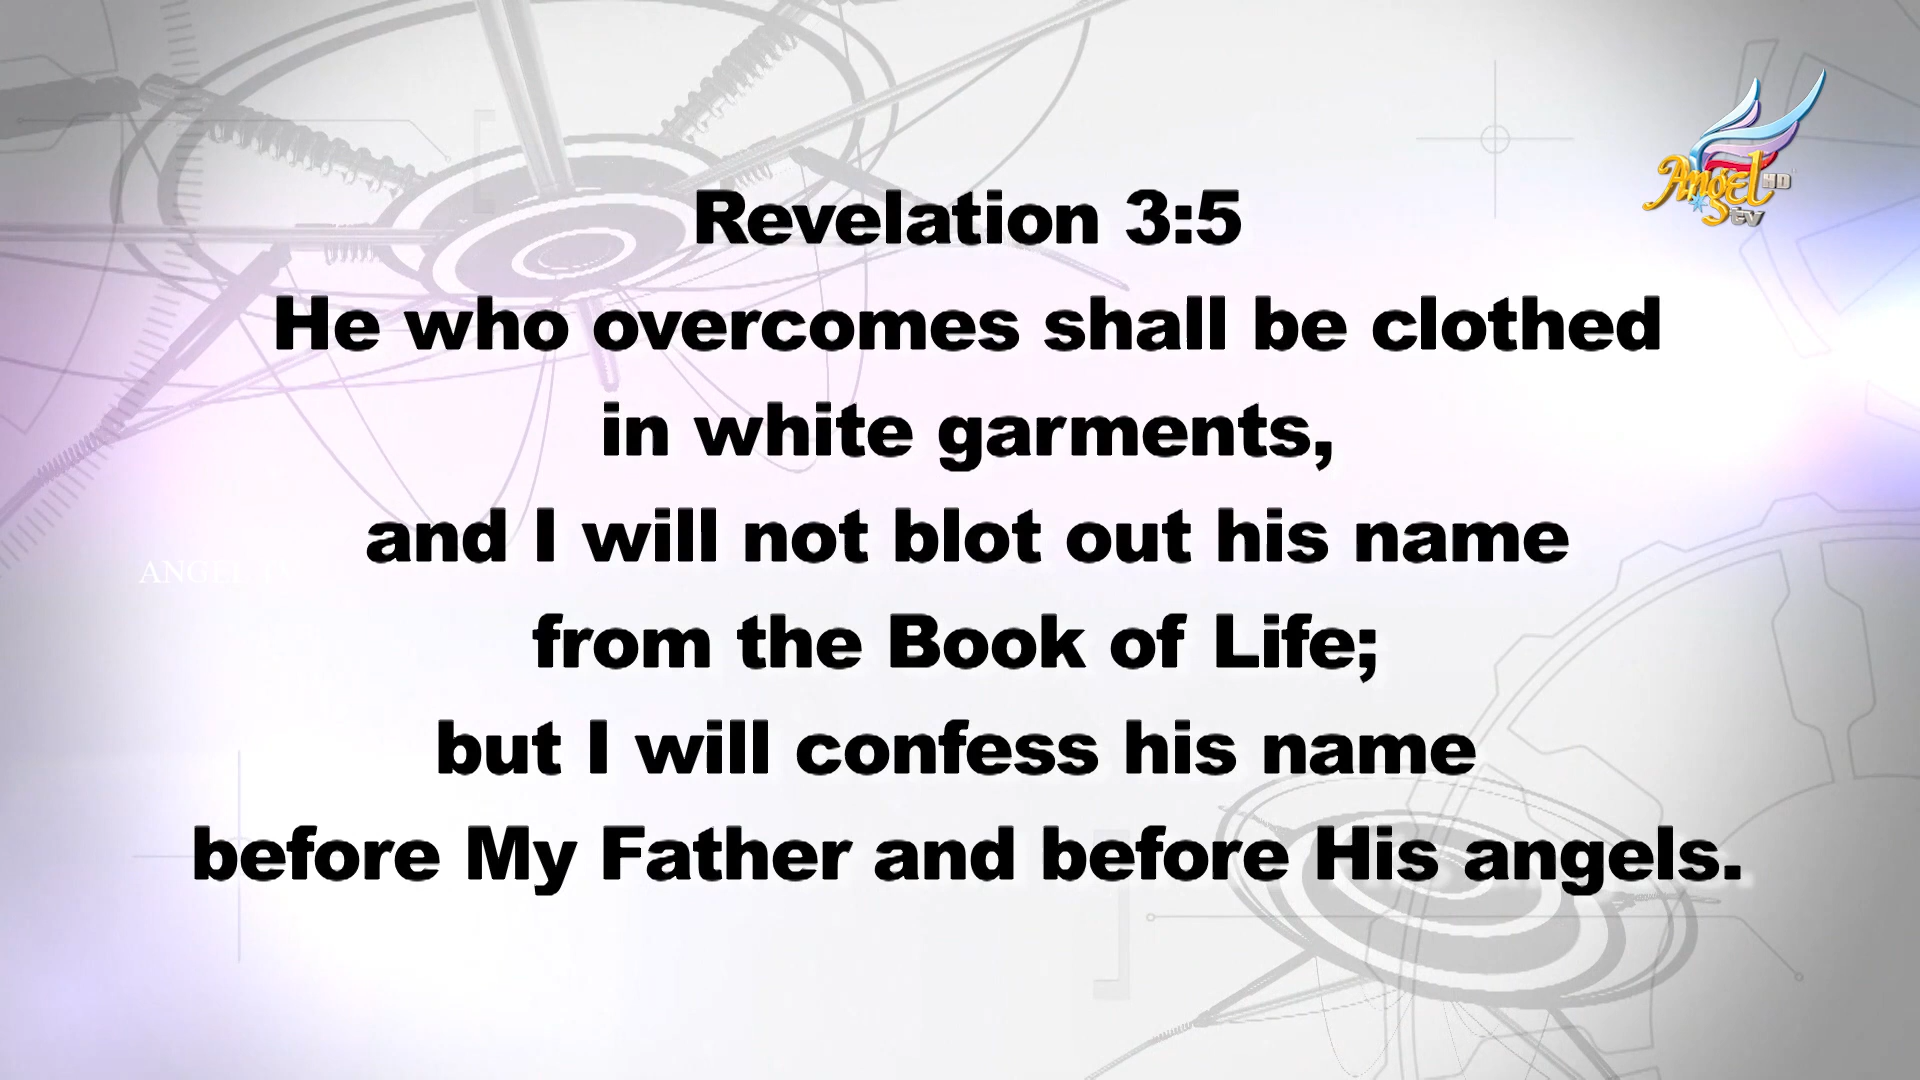 Angel HD
tv
Revelation 3:5
He who overcomes shall be clothed
in white garments,
and I will not blot out his name
from the Book of Life;
but I will confess his name
before My Father and before His angels.
ANGEL